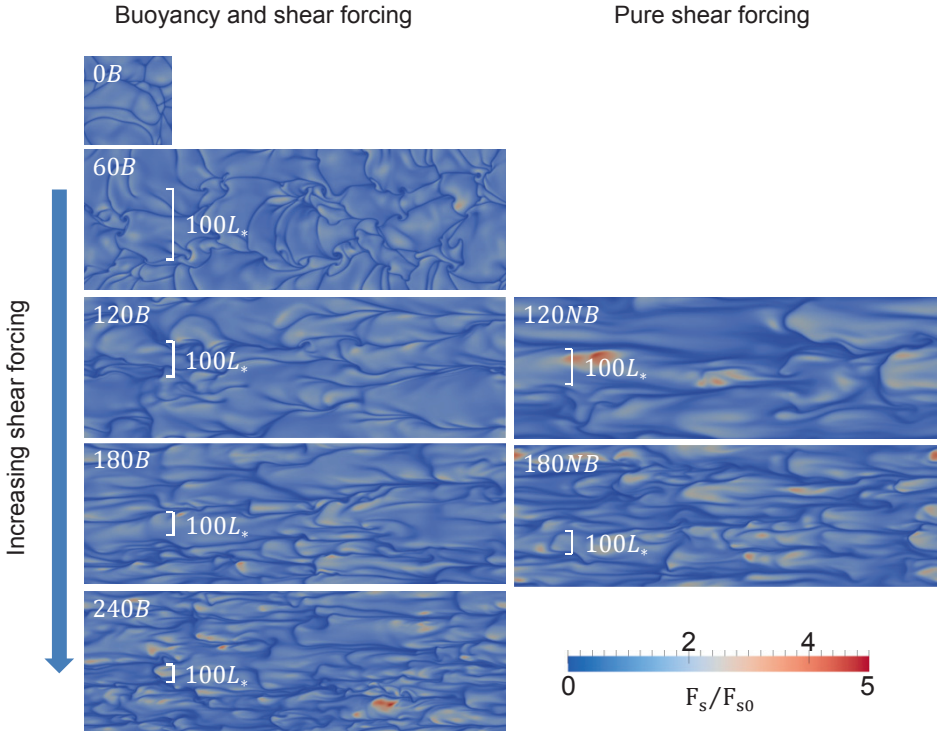 Buoyancy and shear forcing
Pure shear forcing
Increasing shear forcing
0B
60B
100L*
120B
100L*
120NB
100L*
180B
100L*
180NB
100L*
240B
100L*
2 4
0 5
Fs/Fs0